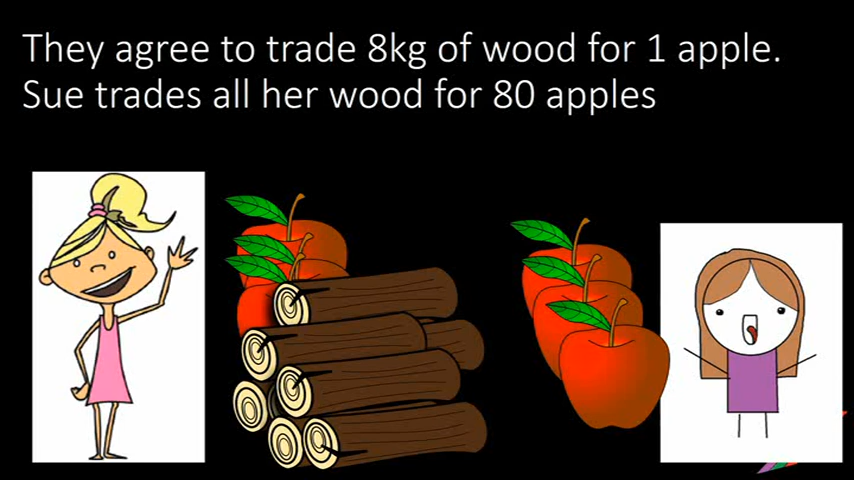 They agree to trade 8kg of wood for 1 apple.
Sue trades all her wood for 80 apples